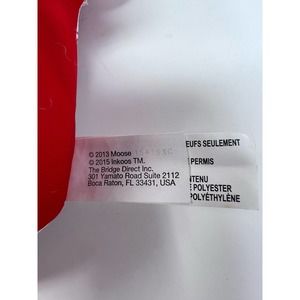 © 2013 Moose
© 2015 Inkoos TM.
The Bridge Direct Inc.
301 Yamato Road Suite 2112
Boca Raton, FL 33431, USA
EUFS SEULEMENT
PERMIS
NTENU
E POLYESTER
POLYÉTHYLÈNE